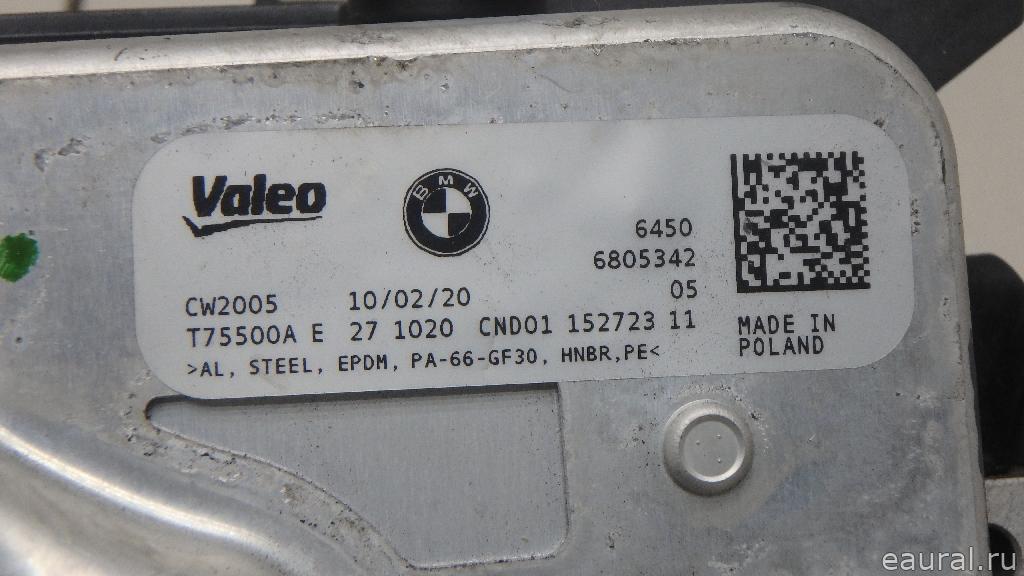 Valeo
BMW
6450
6805342
05
CW2005 10/02/20
T75500A E 27 1020 CND01 152723 11
>AL, STEEL, EPDM, PA-66-GF30, HNBR,PE<
MADE IN
POLAND
eaural.ru